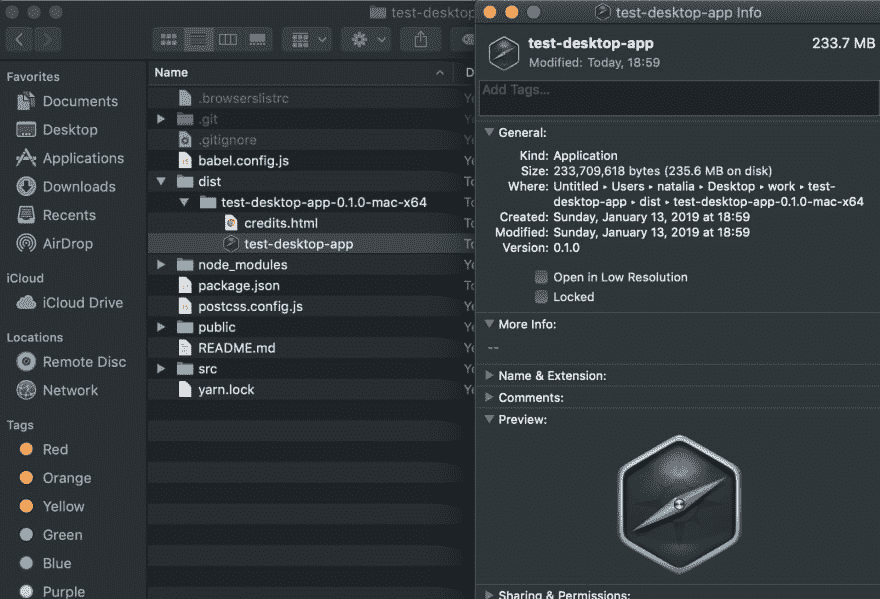 test-desktop
Favorites
Documents
Desktop
Applications
Downloads
Recents
AirDrop
iCloud
iCloud Drive
Locations
Remote Disc
Network
Tags
Red
Orange
Yellow
Green
Blue
Purple
Name
.browserslistrc
.git
.gitignore
babel.config.js
dist
test-desktop-app-0.1.0-mac-x64
credits.html
test-desktop-app
node_modules
package.json
postcss.config.js
public
README.md
src
yarn.lock
test-desktop-app Info
test-desktop-app 233.7 MB
Modified: Today, 18:59
Add Tags...
General:
Kind: Application
Size: 233,709,618 bytes (235.6 MB on disk)
Where: Untitled ▸ Users ▸ natalia ▸ Desktop ▸ work ▸ test-
desktop-app ▸ dist ▸ test-desktop-app-0.1.0-mac-x64
Created: Sunday, January 13, 2019 at 18:59
Modified: Sunday, January 13, 2019 at 18:59
Version: 0.1.0
Open in Low Resolution
Locked
More Info:
--
Name & Extension:
Comments:
Preview:
Sharing & Permissions: